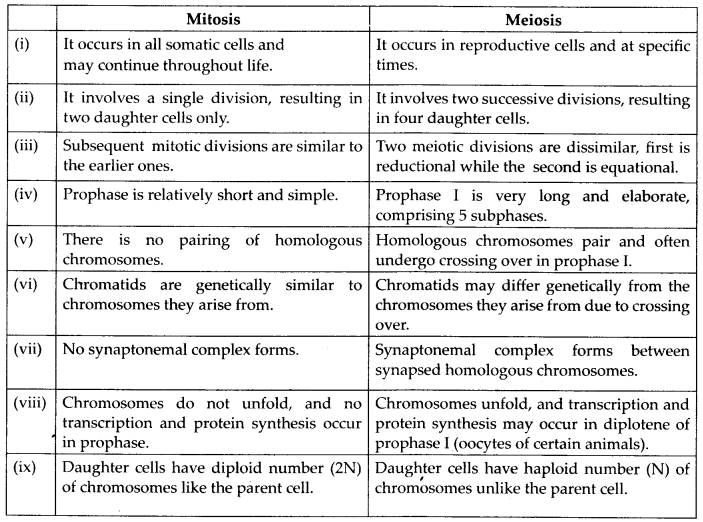 Mitosis Meiosis
(i) It occurs in all somatic cells and It occurs in reproductive cells and at specific
may continue throughout life. times.
(ii) It involves a single division, resulting in It involves two successive divisions, resulting
two daughter cells only. in four daughter cells.
(iii) Subsequent mitotic divisions are similar to Two meiotic divisions are dissimilar, first is
the earlier ones. reductional while the second is equational.
(iv) Prophase is relatively short and simple. Prophase I is very long and elaborate,
comprising 5 subphases.
(v) There is no pairing of homologous Homologous chromosomes pair and often
chromosomes. undergo crossing over in prophase I.
(vi) Chromatids are genetically similar to Chromatids may differ genetically from the
chromosomes they arise from. chromosomes they arise from due to crossing
over.
(vii) No synaptonemal complex forms. Synaptonemal complex forms between
synapsed homologous chromosomes.
(viii) Chromosomes do not unfold, and no Chromosomes unfold, and transcription and
transcription and protein synthesis occur protein synthesis may occur in diplotene of
in prophase. prophase I (oocytes of certain animals).
(ix) Daughter cells have diploid number (2N) Daughter cells have haploid number (N) of
of chromosomes like the parent cell. chromosomes unlike the parent cell.